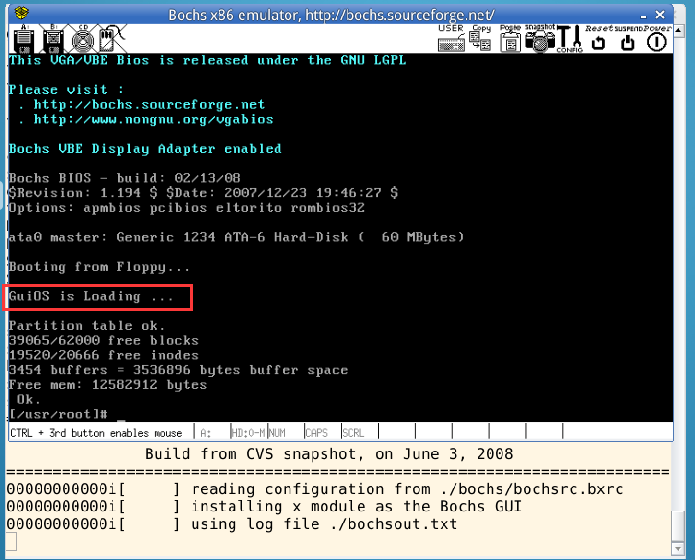 Bochs x86 emulator, http://bochs.sourceforge.net/
A: B: CD
USER Copy Paste snapshot CONFIG Reset SUSPEND Power
This VGA/VBE Bios is released under the GNU LGPL
Please visit :
. http://bochs.sourceforge.net
. http://www.nongnu.org/vgabios
Bochs VBE Display Adapter enabled
Bochs BIOS - build: 02/13/08
$Revision: 1.194 $ $Date: 2007/12/23 19:46:27 $
Options: apmbios pcibios eltorito rombios32
ata0 master: Generic 1234 ATA-6 Hard-Disk ( 60 MBytes)
Booting from Floppy...
GuiOS is Loading ...
Partition table ok.
39065/62000 free blocks
19520/20666 free inodes
3454 buffers = 3536896 bytes buffer space
Free mem: 12582912 bytes
Ok.
[/usr/root]# _
CTRL + 3rd button enables mouse A: HD:0-M NUM CAPS SCRL
Build from CVS snapshot, on June 3, 2008
========================================================================
00000000000i[ ] reading configuration from ./bochs/bochsrc.bxrc
00000000000i[ ] installing x module as the Bochs GUI
00000000000i[ ] using log file ./bochsout.txt